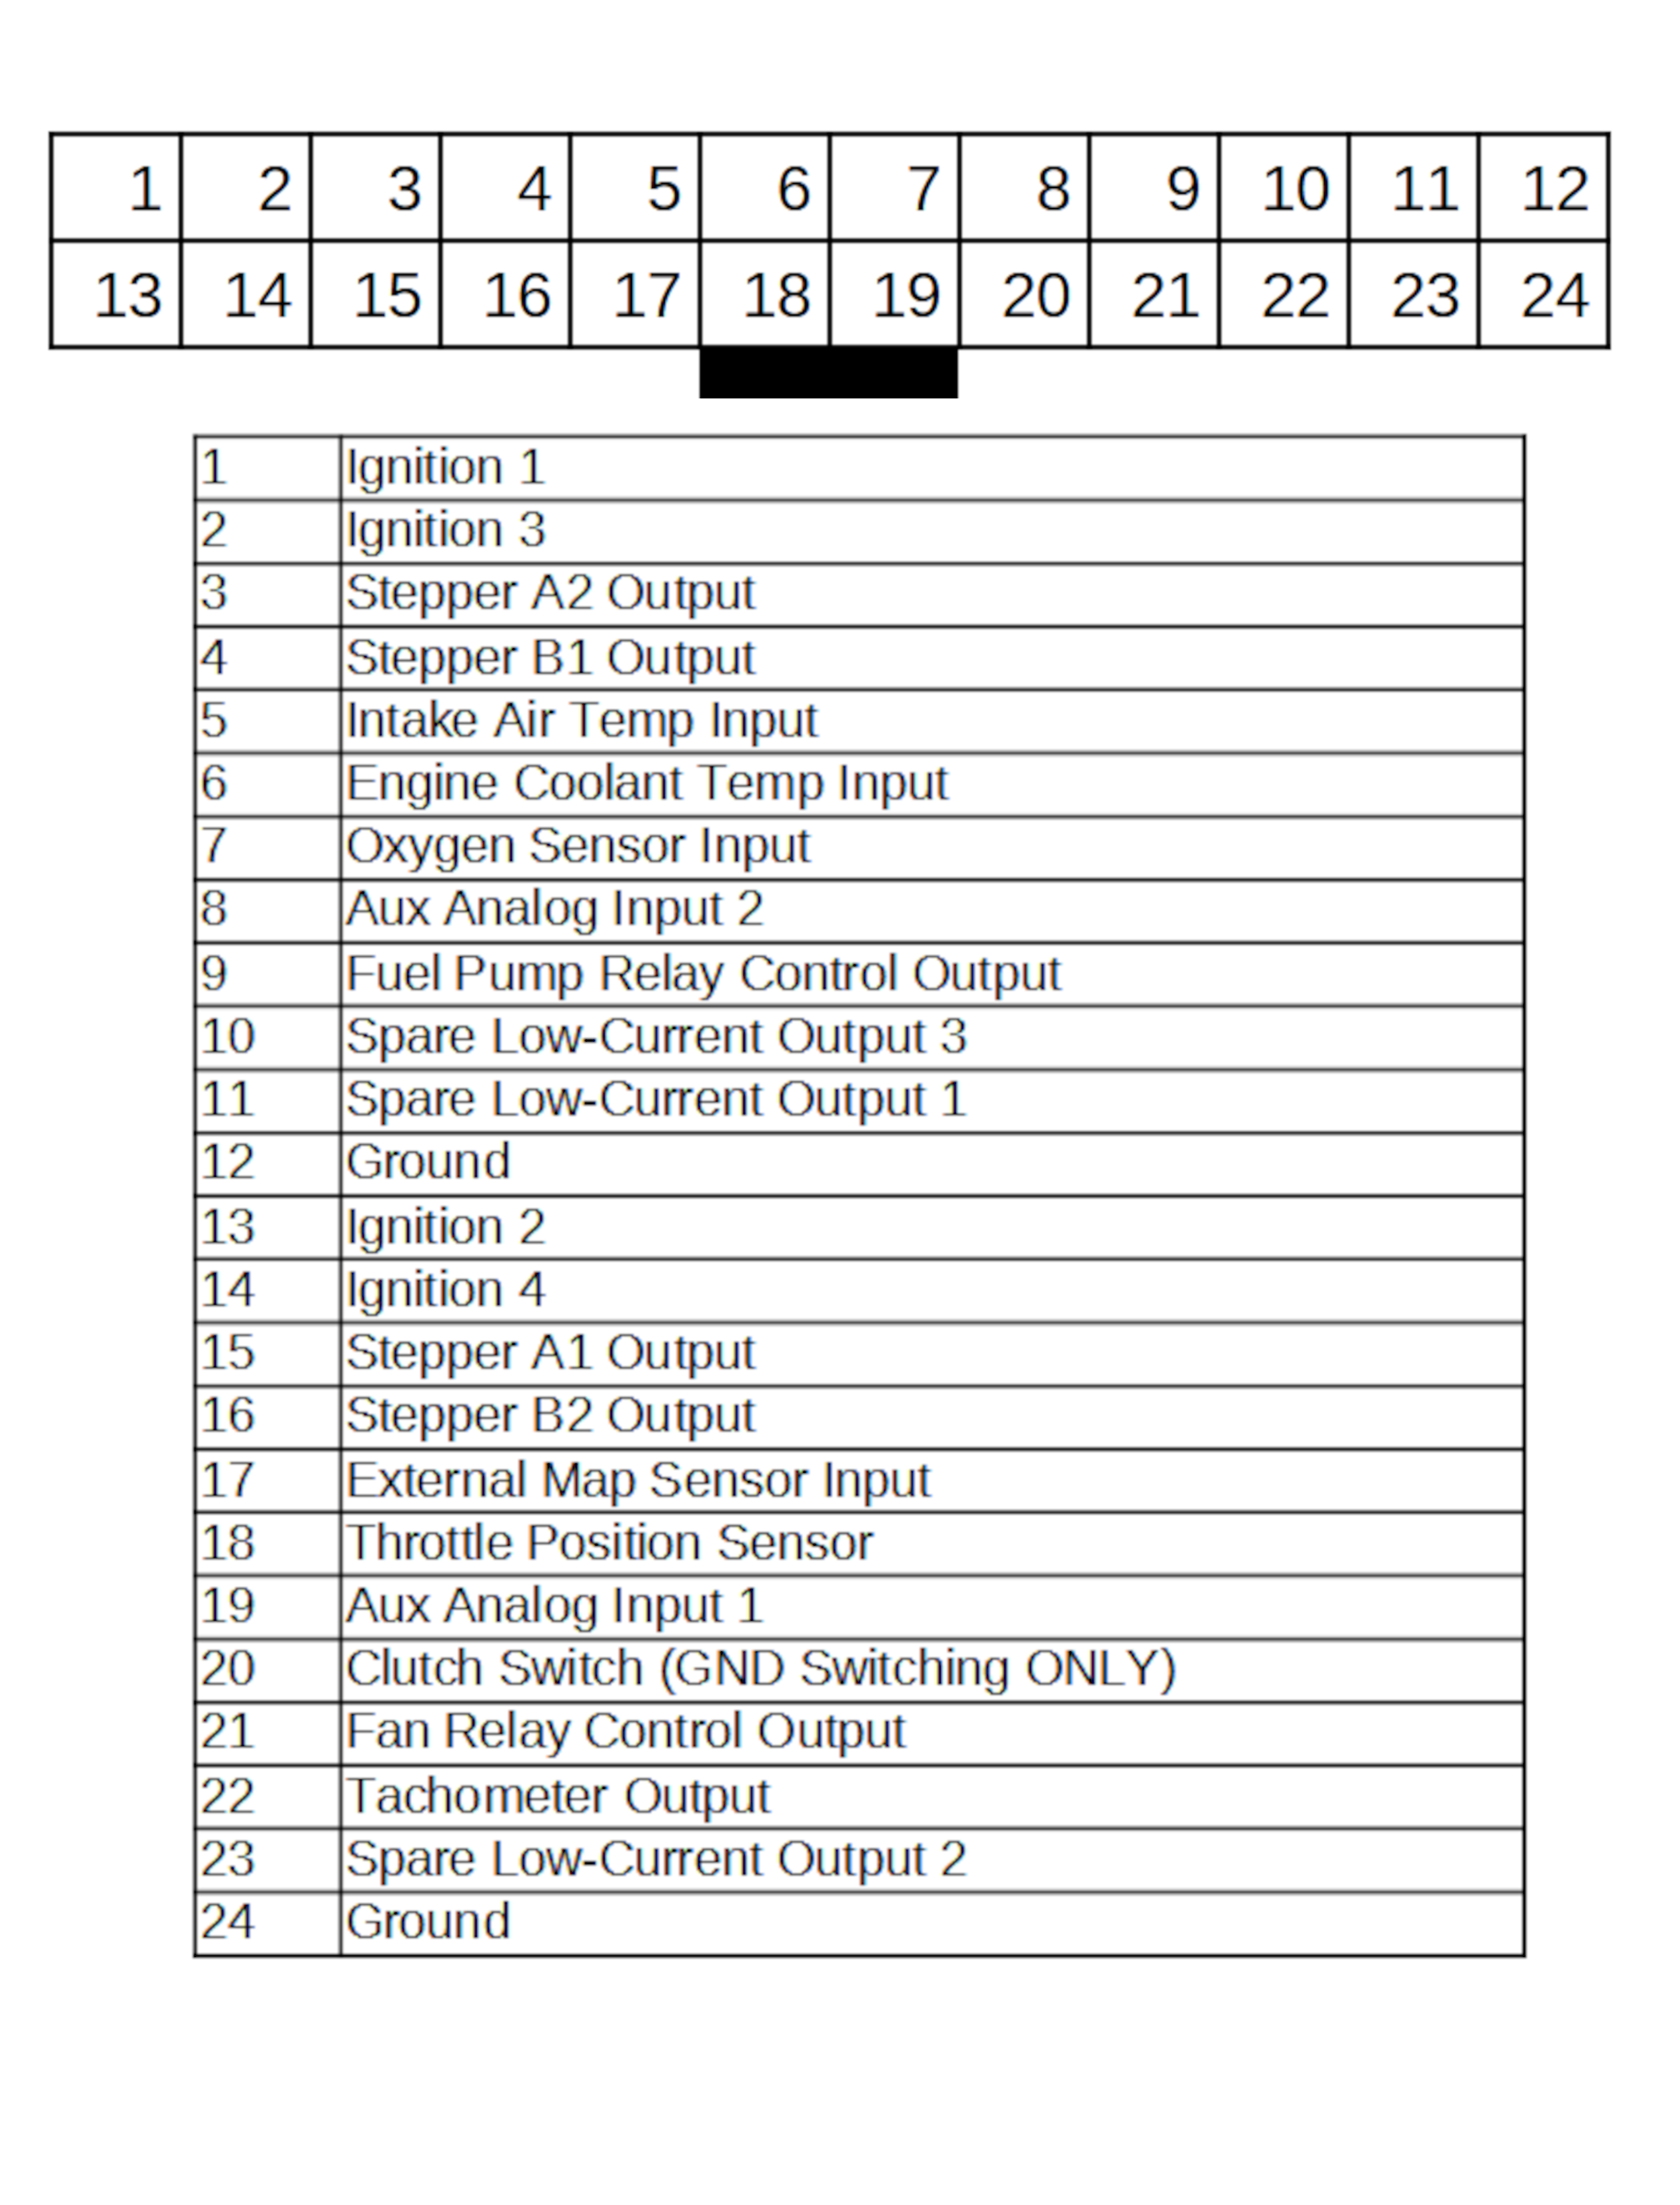 1 2 3 4 5 6 7 8 9 10 11 12
13 14 15 16 17 18 19 20 21 22 23 24
1 Ignition 1
2 Ignition 3
3 Stepper A2 Output
4 Stepper B1 Output
5 Intake Air Temp Input
6 Engine Coolant Temp Input
7 Oxygen Sensor Input
8 Aux Analog Input 2
9 Fuel Pump Relay Control Output
10 Spare Low-Current Output 3
11 Spare Low-Current Output 1
12 Ground
13 Ignition 2
14 Ignition 4
15 Stepper A1 Output
16 Stepper B2 Output
17 External Map Sensor Input
18 Throttle Position Sensor
19 Aux Analog Input 1
20 Clutch Switch (GND Switching ONLY)
21 Fan Relay Control Output
22 Tachometer Output
23 Spare Low-Current Output 2
24 Ground